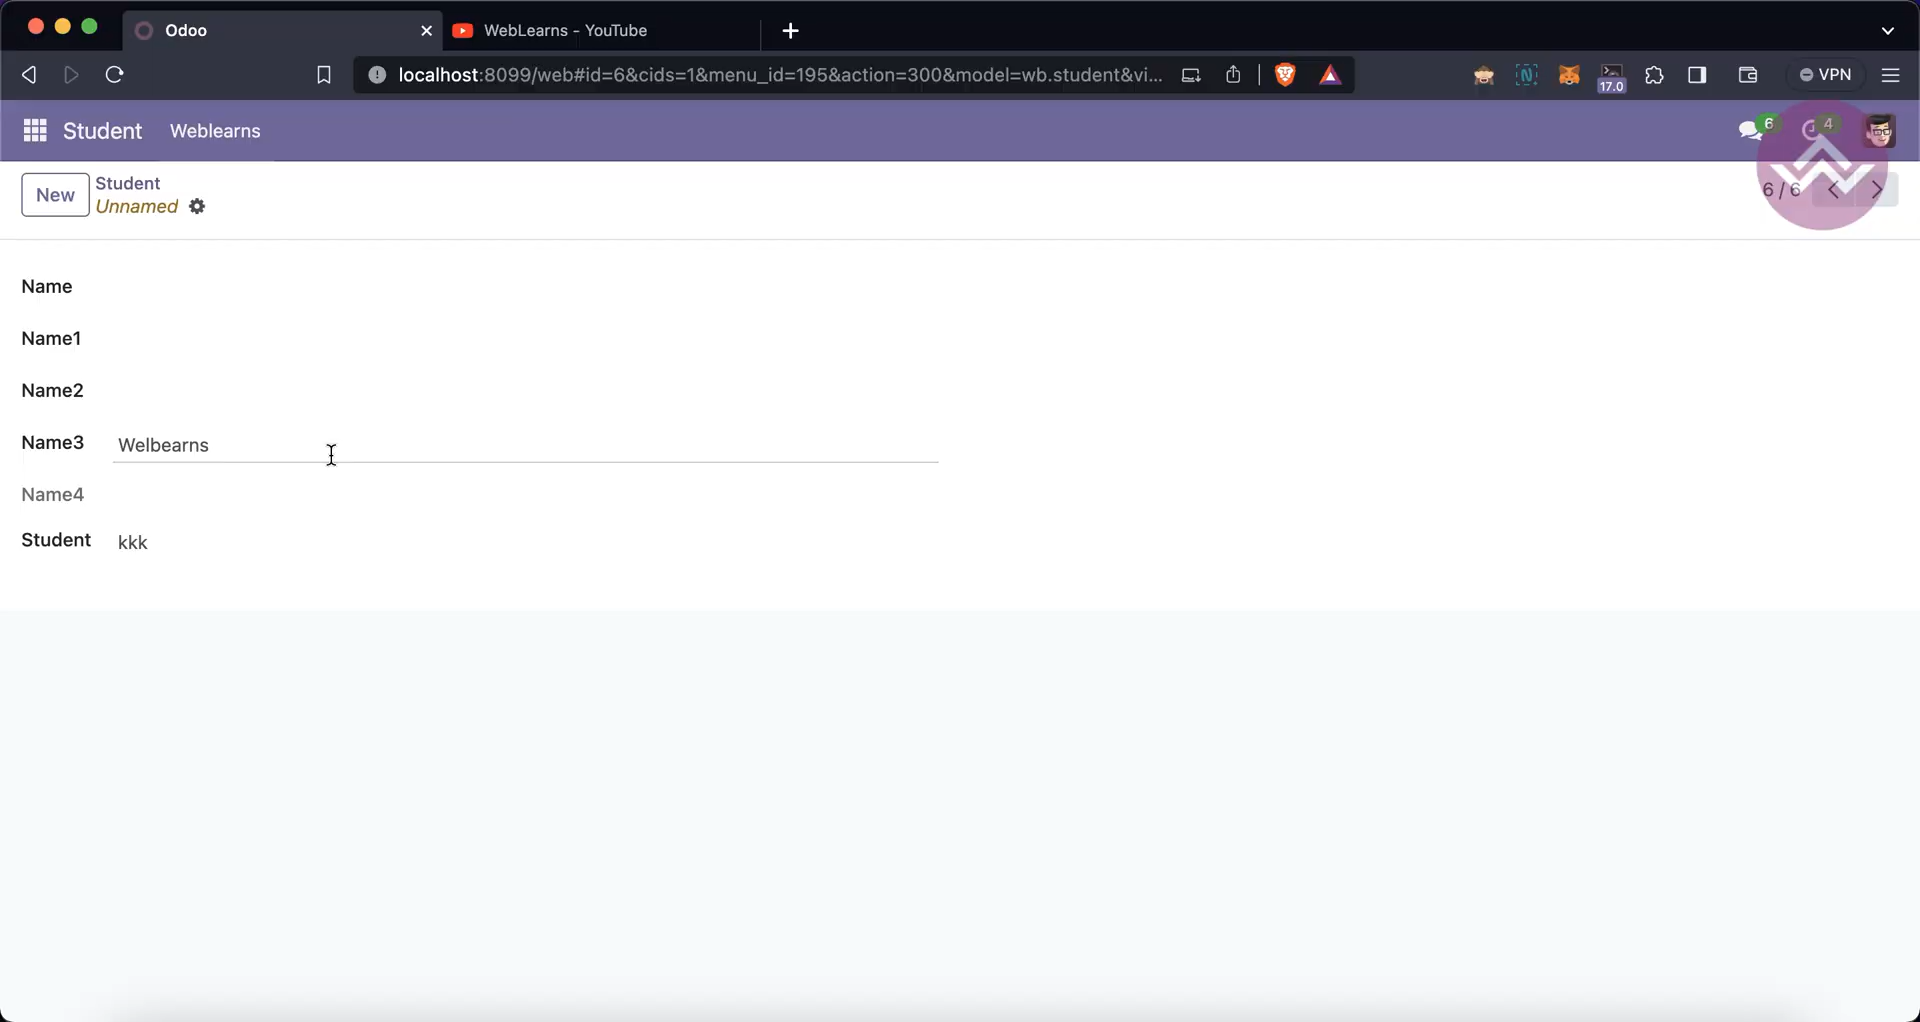 Odoo
WebLearns - YouTube
localhost:8099/web#id=6&cids=1&menu_id=195&action=300&model=wb.student&vi...
17.0
VPN
Student
Weblearns
6
4
New
Student
Unnamed
6 / 6
Name
Name1
Name2
Name3
Welbearns
Name4
Student
kkk